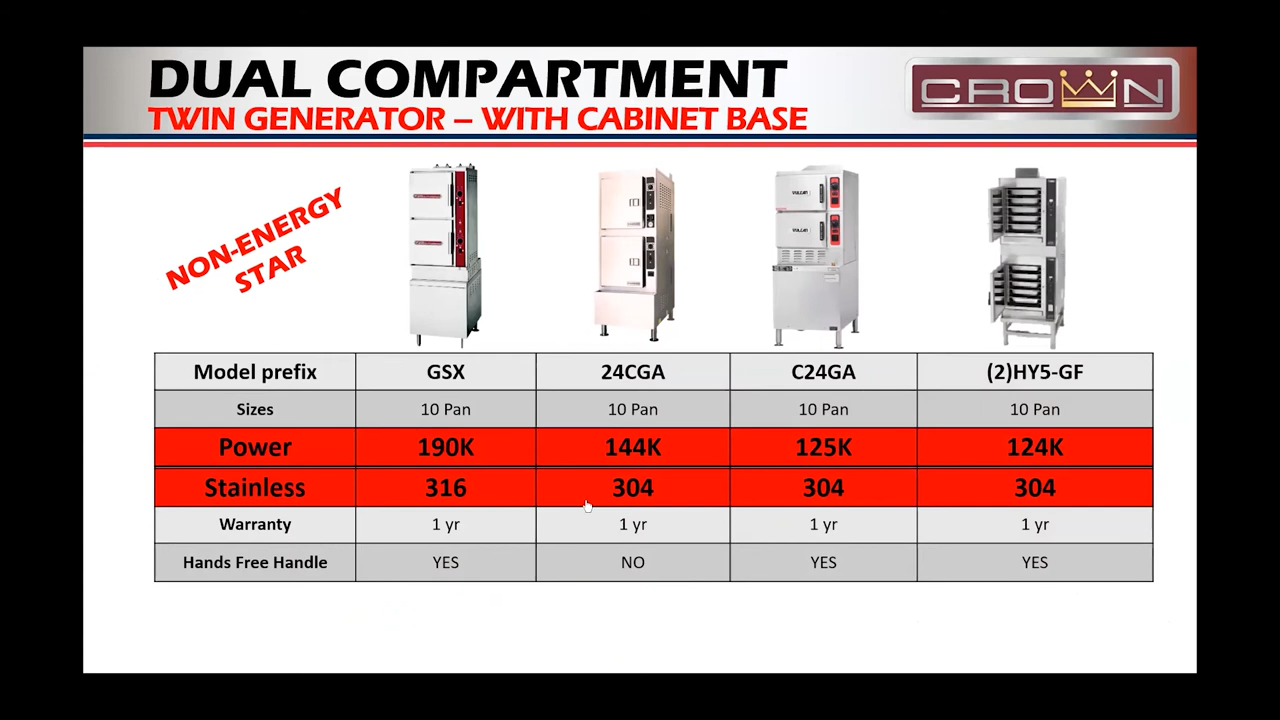 DUAL COMPARTMENT
TWIN GENERATOR – WITH CABINET BASE
CROWN
NON-ENERGY
STAR
VULCAN
VULCAN
Model prefix GSX 24CGA C24GA (2)HY5-GF
Sizes 10 Pan 10 Pan 10 Pan 10 Pan
Power 190K 144K 125K 124K
Stainless 316 304 304 304
Warranty 1 yr 1 yr 1 yr 1 yr
Hands Free Handle YES NO YES YES